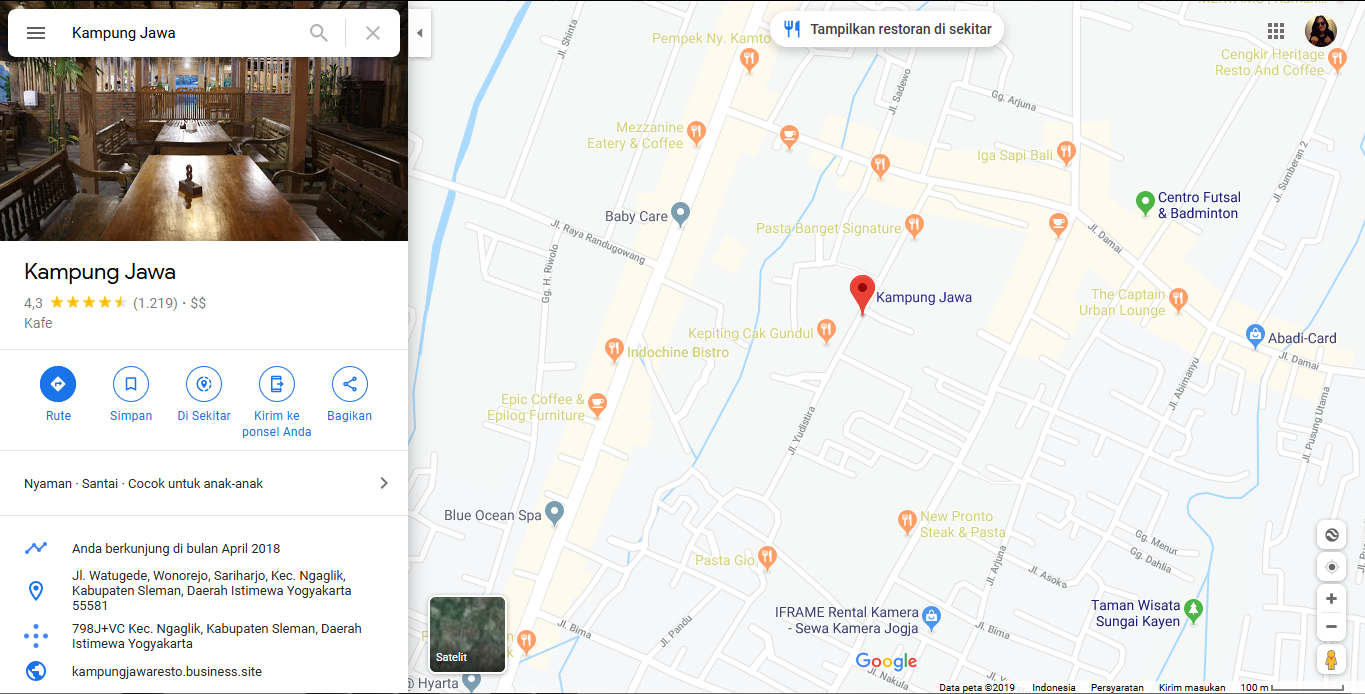 Kampung Jawa
Kampung Jawa
4,3 (1.219) · $$
Kafe
Rute
Simpan
Di Sekitar
Kirim ke
ponsel Anda
Bagikan
Nyaman · Santai · Cocok untuk anak-anak
Anda berkunjung di bulan April 2018
Jl. Watugede, Wonorejo, Sariharjo, Kec. Ngaglik,
Kabupaten Sleman, Daerah Istimewa Yogyakarta
55581
798J+VC Kec. Ngaglik, Kabupaten Sleman, Daerah
Istimewa Yogyakarta
kampungjawaresto.business.site
Tampilkan restoran di sekitar
Jl. Shinta
Pempek Ny. Kamto
Cengkir Heritage
Resto And Coffee
Jl. Sadewo
Gg. Arjuna
Mezzanine
Eatery & Coffee
Iga Sapi Bali
Jl. Sumberan 2
Centro Futsal
& Badminton
Baby Care
Pasta Banget Signature
Jl. Raya Randugowang
Jl. Damai
Gg. H. Riwolo
Kampung Jawa
The Captain
Urban Lounge
Kepiting Cak Gundul
Abadi-Card
Indochine Bistro
Jl. Damai
Jl. Abimanyu
Epic Coffee &
Epilog Furniture
Jl. Yudistira
Jl. Pusung Utama
Blue Ocean Spa
New Pronto
Steak & Pasta
Gg. Menur
Gg. Dahlia
Pasta Gio
Jl. Arjuna
Jl. Asoka
Taman Wisata
Sungai Kayen
IFRAME Rental Kamera
- Sewa Kamera Jogja
Jl. Bima
Jl. Pandu
Jl. Bima
Satelit
Google
@ Hyarta
Jl. Nakula
Data peta ©2019
Indonesia
Persyaratan
Kirim masukan
100 m